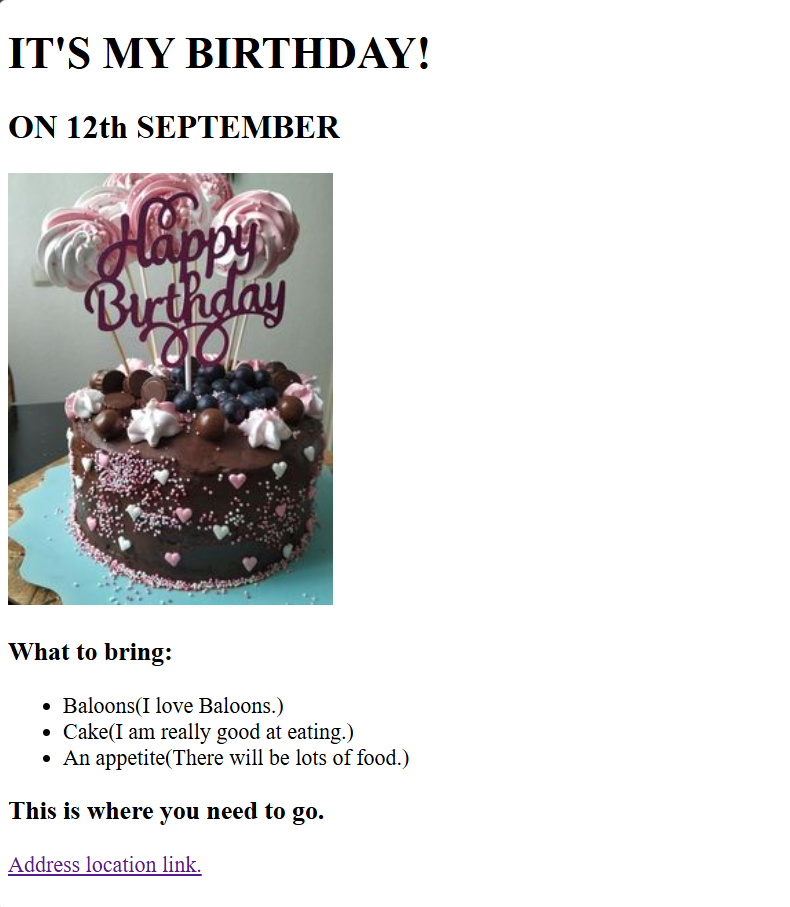 IT'S MY BIRTHDAY!
ON 12th SEPTEMBER
Happy
Birthday
What to bring:
Baloons(I love Baloons.)
Cake(I am really good at eating.)
An appetite(There will be lots of food.)
This is where you need to go.
Address location link.